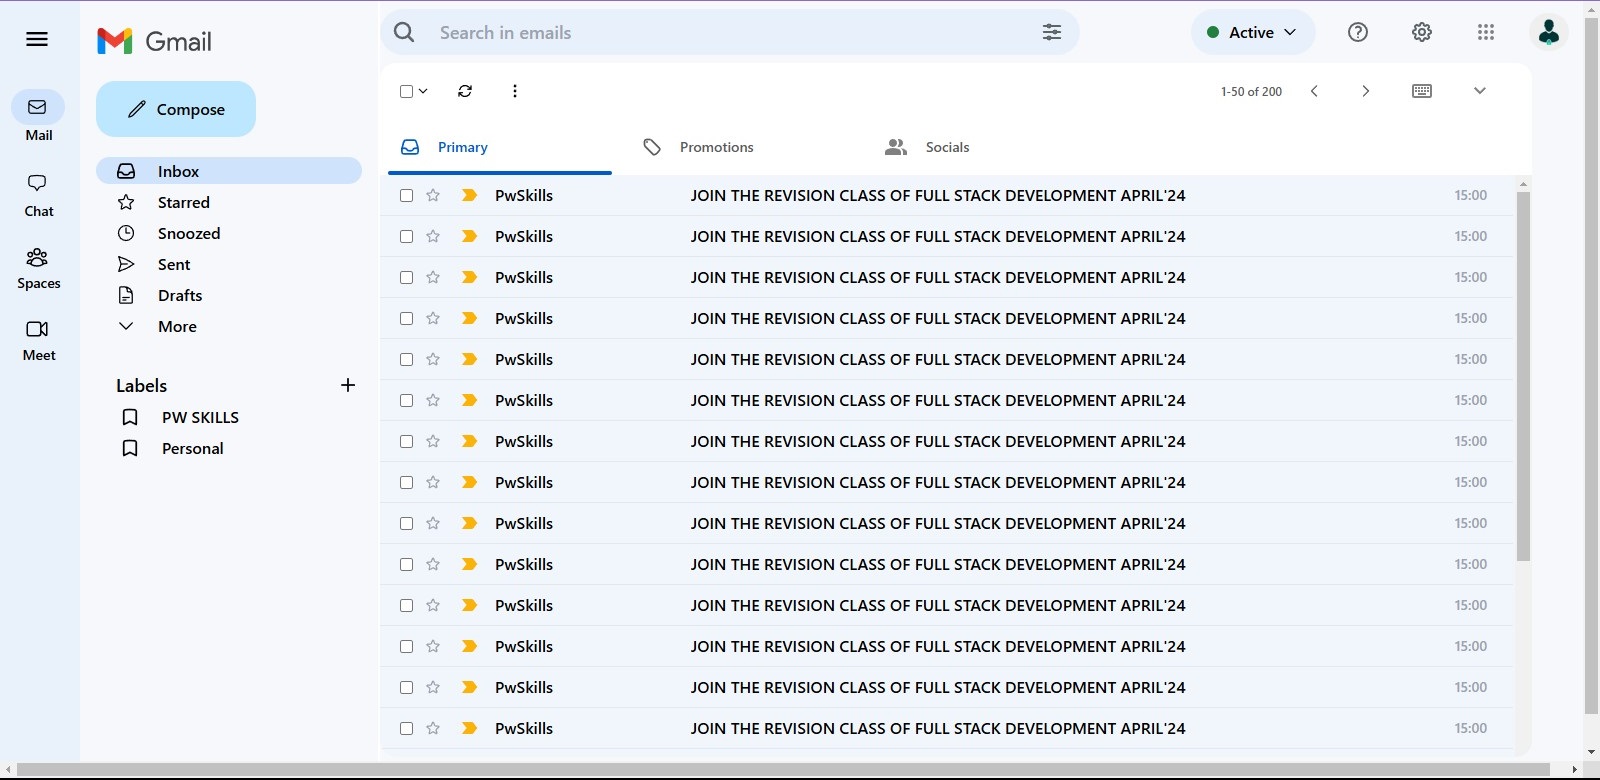 Gmail
Search in emails
Active
Compose
1-50 of 200
Mail
Chat
Spaces
Meet
Inbox
Starred
Snoozed
Sent
Drafts
More
Labels
PW SKILLS
Personal
Primary Promotions Socials
PwSkills JOIN THE REVISION CLASS OF FULL STACK DEVELOPMENT APRIL'24 15:00
PwSkills JOIN THE REVISION CLASS OF FULL STACK DEVELOPMENT APRIL'24 15:00
PwSkills JOIN THE REVISION CLASS OF FULL STACK DEVELOPMENT APRIL'24 15:00
PwSkills JOIN THE REVISION CLASS OF FULL STACK DEVELOPMENT APRIL'24 15:00
PwSkills JOIN THE REVISION CLASS OF FULL STACK DEVELOPMENT APRIL'24 15:00
PwSkills JOIN THE REVISION CLASS OF FULL STACK DEVELOPMENT APRIL'24 15:00
PwSkills JOIN THE REVISION CLASS OF FULL STACK DEVELOPMENT APRIL'24 15:00
PwSkills JOIN THE REVISION CLASS OF FULL STACK DEVELOPMENT APRIL'24 15:00
PwSkills JOIN THE REVISION CLASS OF FULL STACK DEVELOPMENT APRIL'24 15:00
PwSkills JOIN THE REVISION CLASS OF FULL STACK DEVELOPMENT APRIL'24 15:00
PwSkills JOIN THE REVISION CLASS OF FULL STACK DEVELOPMENT APRIL'24 15:00
PwSkills JOIN THE REVISION CLASS OF FULL STACK DEVELOPMENT APRIL'24 15:00
PwSkills JOIN THE REVISION CLASS OF FULL STACK DEVELOPMENT APRIL'24 15:00
PwSkills JOIN THE REVISION CLASS OF FULL STACK DEVELOPMENT APRIL'24 15:00